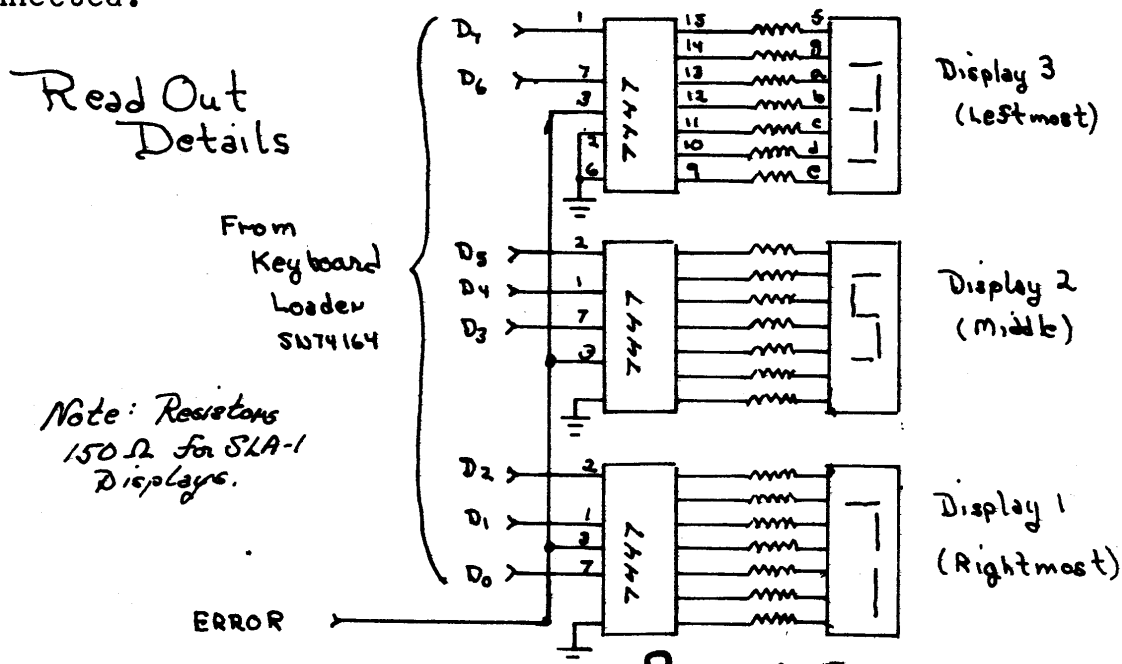 Read Out
Details
From
Keyboard
Loader
SN74164
Note: Resistors
150 Ω for SLA-1
Displays.
D7
D6
1
7
3
2
6
7447
15
14
13
12
11
10
9
f
g
a
b
c
d
e
Display 3
(Leftmost)
D5
D4
D3
2
1
7
3
7447
Display 2
(Middle)
D2
D1
D0
2
1
3
7
7447
Display 1
(Rightmost)
ERROR